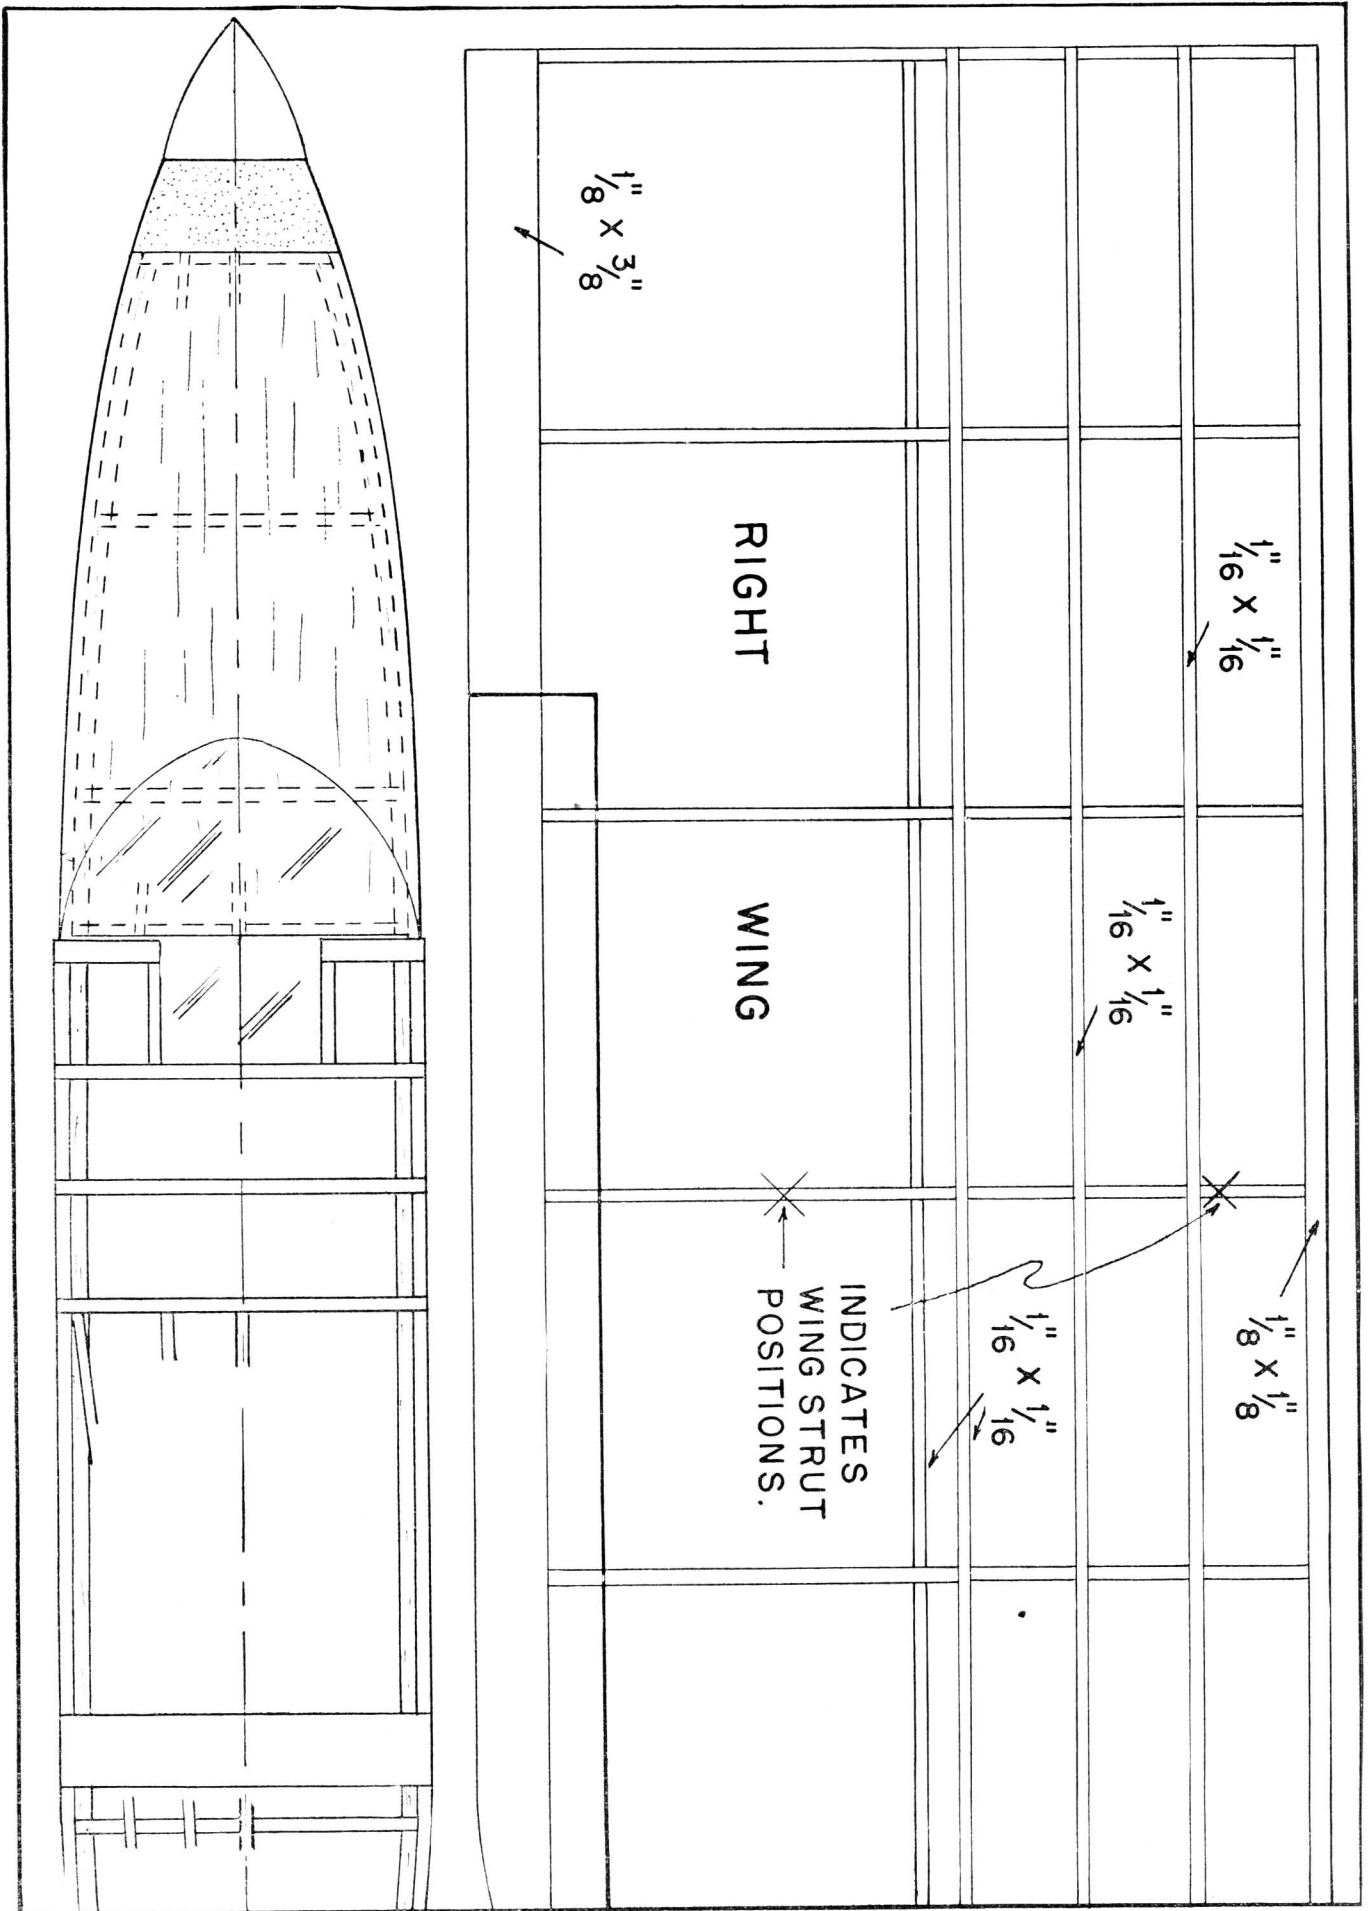 1/16" X 1/16"
1/8" X 1/8"
1/16" X 1/16"
1/16" X 1/16"
INDICATES
WING STRUT
POSITIONS.
RIGHT WING
1/8" X 3/8"